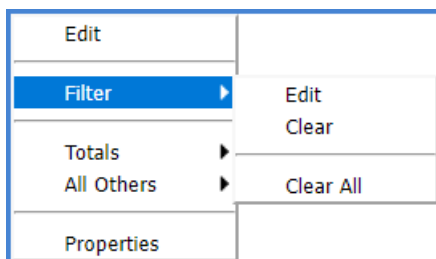 Edit
Filter
Edit
Clear
Totals
All Others
Clear All
Properties